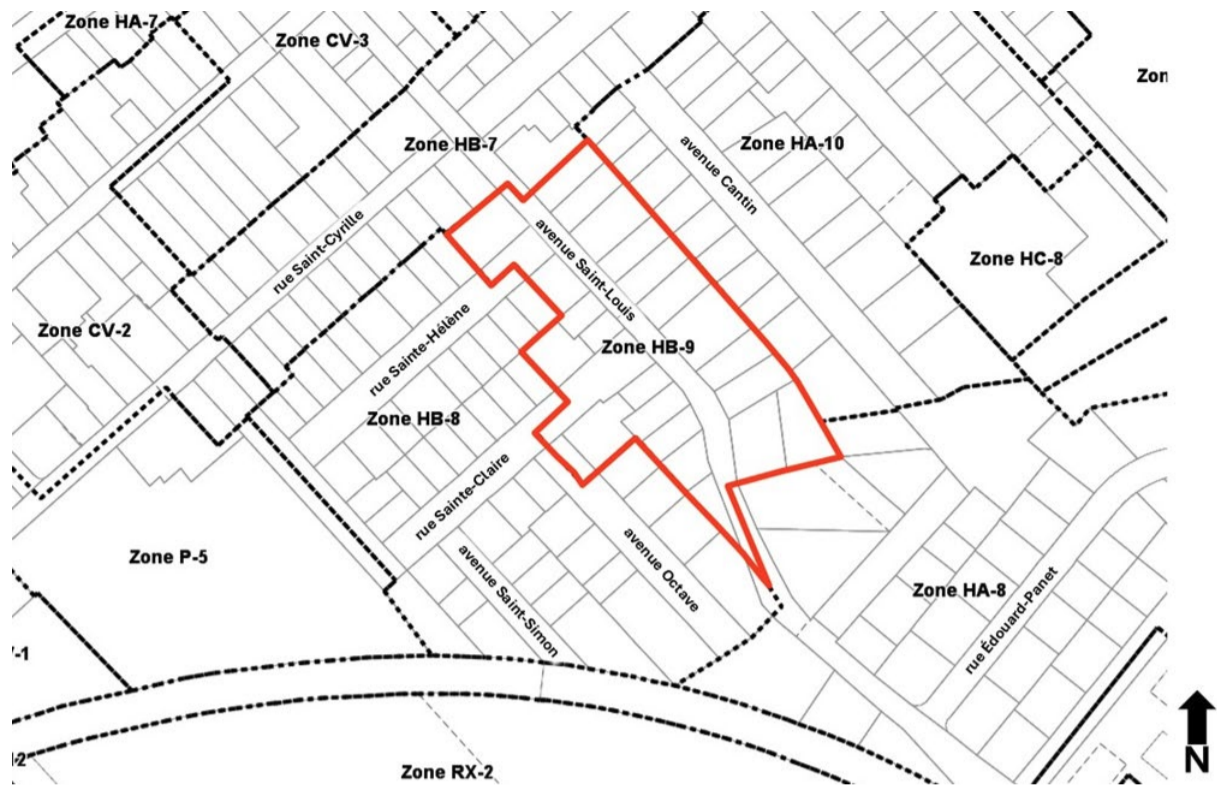 Zone HA-7
Zone CV-3
Zon
Zone HB-7
avenue Cantin
Zone HA-10
rue Saint-Cyrille
avenue Saint-Louis
Zone HC-8
Zone CV-2
rue Sainte-Hélène
Zone HB-9
Zone HB-8
rue Sainte-Claire
Zone P-5
avenue Saint-Simon
avenue Octave
Zone HA-8
rue Édouard-Panet
-1
-2
Zone RX-2
N